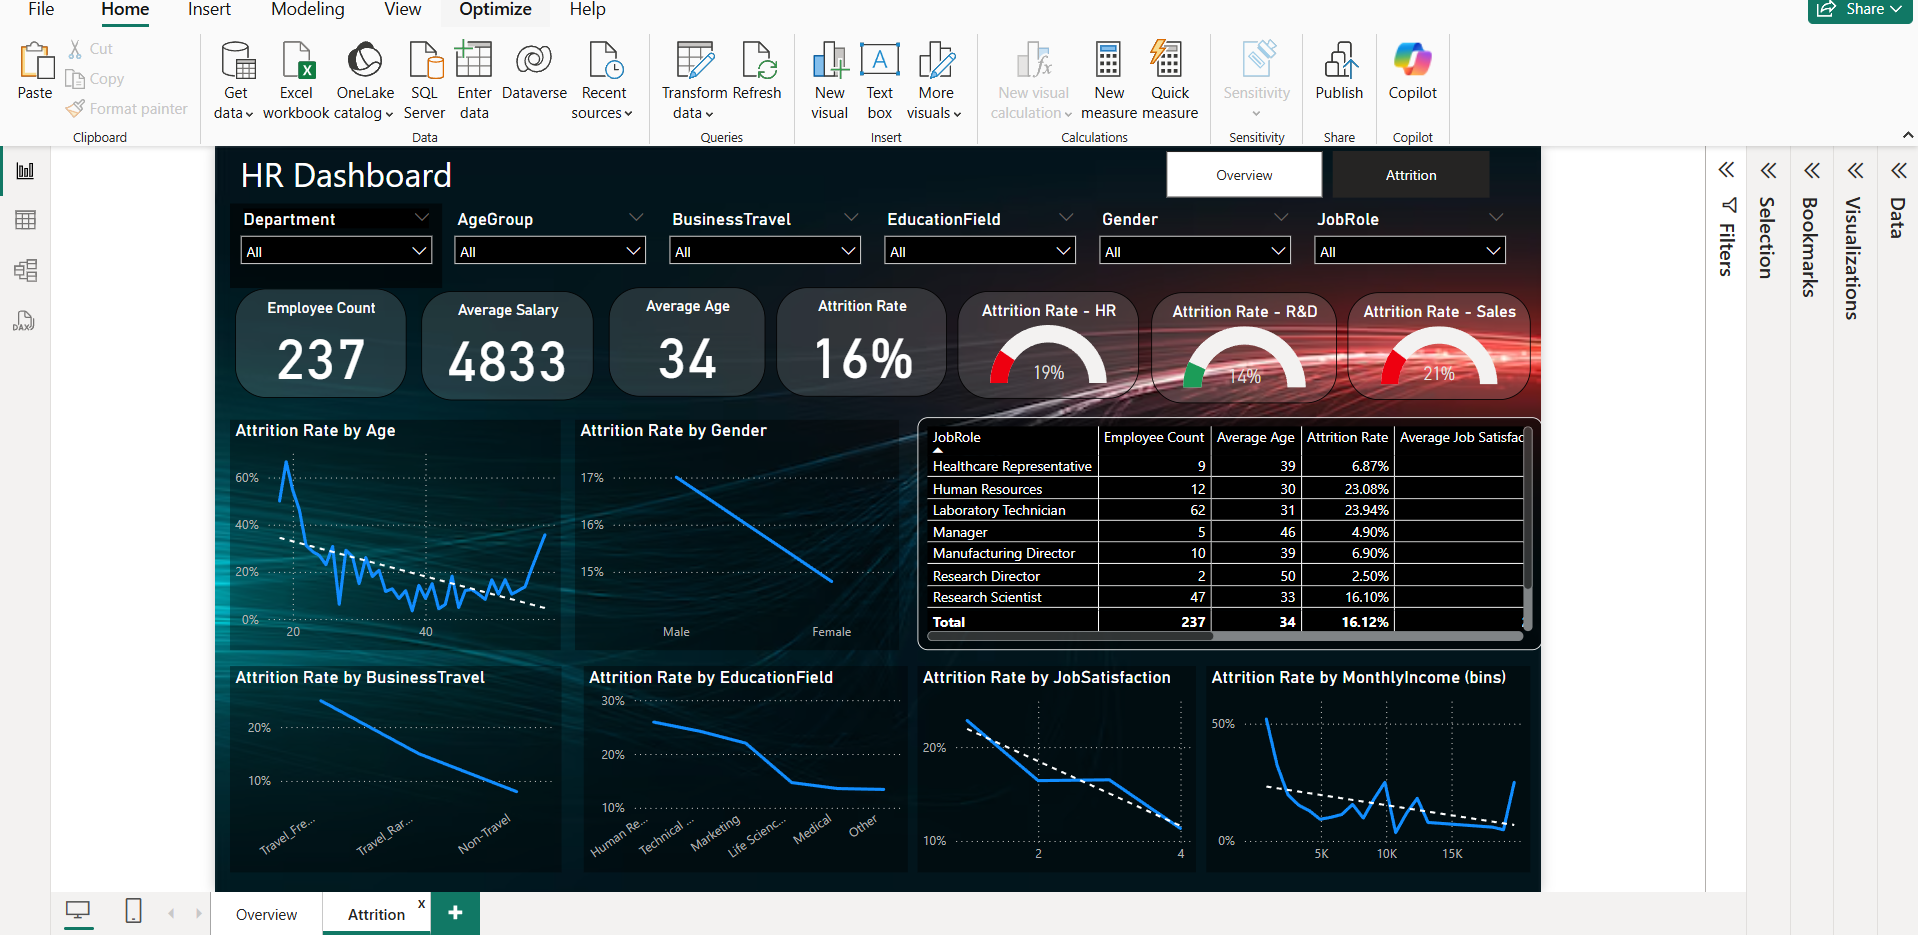 File Home Insert Modeling View Optimize Help Share
Paste Cut Copy Format painter
Get data Excel workbook OneLake catalog SQL Server Enter data Dataverse Recent sources
Transform data Refresh
New visual Text box More visuals
New visual calculation New measure Quick measure
Sensitivity Publish Copilot
Clipboard Data Queries Insert Calculations Sensitivity Share Copilot
HR Dashboard Overview Attrition
Department AgeGroup BusinessTravel EducationField Gender JobRole
All All All All All All
Employee Count Average Salary Average Age Attrition Rate Attrition Rate - HR Attrition Rate - R&D Attrition Rate - Sales
237 4833 34 16% 19% 14% 21%
Attrition Rate by Age
60%
40%
20%
0%
20 40
Attrition Rate by Gender
17%
16%
15%
Male Female
JobRole Employee Count Average Age Attrition Rate Average Job Satisfac
Healthcare Representative 9 39 6.87%
Human Resources 12 30 23.08%
Laboratory Technician 62 31 23.94%
Manager 5 46 4.90%
Manufacturing Director 10 39 6.90%
Research Director 2 50 2.50%
Research Scientist 47 33 16.10%
Total 237 34 16.12%
Attrition Rate by BusinessTravel
20%
10%
Travel_Fre... Travel_Rar... Non-Travel
Attrition Rate by EducationField
30%
20%
10%
Human Re... Technical ... Marketing Life Scienc... Medical Other
Attrition Rate by JobSatisfaction
20%
10%
2 4
Attrition Rate by MonthlyIncome (bins)
50%
0%
5K 10K 15K
Filters
Selection
Bookmarks
Visualizations
Data
DAX
Overview Attrition